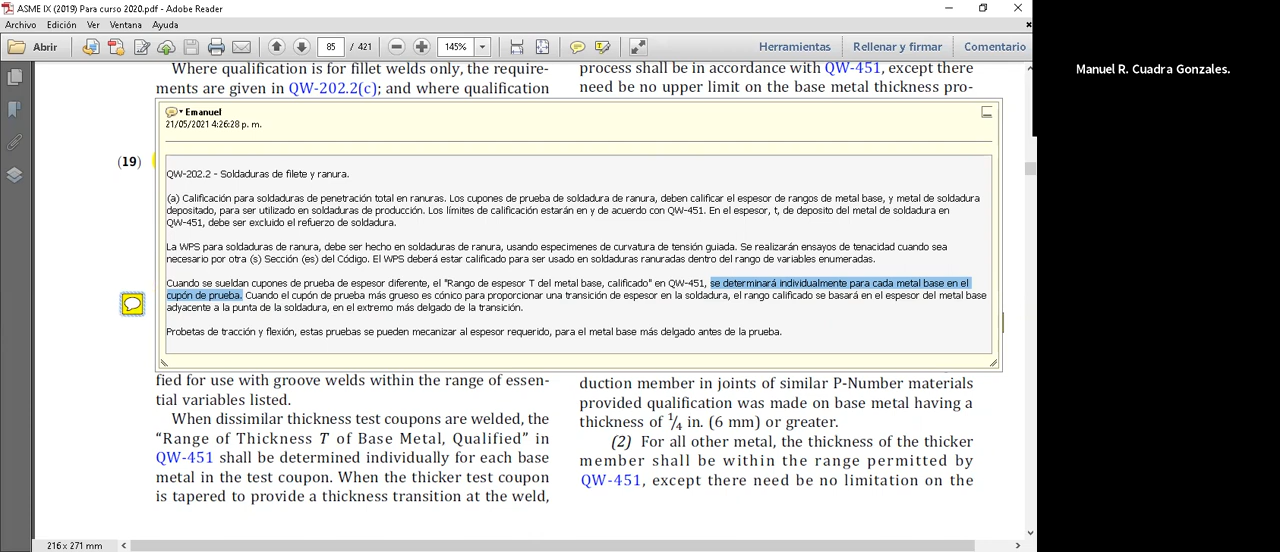 ASME IX (2019) Para curso 2020.pdf - Adobe Reader
Archivo Edición Ver Ventana Ayuda
Abrir
85 / 421
145%
Herramientas
Rellenar y firmar
Comentario
Manuel R. Cuadra Gonzales.
Where qualification is for fillet welds only, the require-
ments are given in QW-202.2(c); and where qualification
process shall be in accordance with QW-451, except there
need be no upper limit on the base metal thickness pro-
(19)
Emanuel
21/05/2021 4:26:28 p. m.
QW-202.2 - Soldaduras de filete y ranura.
(a) Calificación para soldaduras de penetración total en ranuras. Los cupones de prueba de soldadura de ranura, deben calificar el espesor de rangos de metal base, y metal de soldadura
depositado, para ser utilizado en soldaduras de producción. Los límites de calificación estarán en y de acuerdo con QW-451. En el espesor, t, de deposito del metal de soldadura en
QW-451, debe ser excluido el refuerzo de soldadura.
La WPS para soldaduras de ranura, debe ser hecho en soldaduras de ranura, usando especimenes de curvatura de tensión guiada. Se realizarán ensayos de tenacidad cuando sea
necesario por otra (s) Sección (es) del Código. El WPS deberá estar calificado para ser usado en soldaduras ranuradas dentro del rango de variables enumeradas.
Cuando se sueldan cupones de prueba de espesor diferente, el "Rango de espesor T del metal base, calificado" en QW-451, se determinará individualmente para cada metal base en el
cupón de prueba. Cuando el cupón de prueba más grueso es cónico para proporcionar una transición de espesor en la soldadura, el rango calificado se basará en el espesor del metal base
adyacente a la punta de la soldadura, en el extremo más delgado de la transición.
Probetas de tracción y flexión, estas pruebas se pueden mecanizar al espesor requerido, para el metal base más delgado antes de la prueba.
fied for use with groove welds within the range of essen-
tial variables listed.
When dissimilar thickness test coupons are welded, the
“Range of Thickness T of Base Metal, Qualified” in
QW-451 shall be determined individually for each base
metal in the test coupon. When the thicker test coupon
is tapered to provide a thickness transition at the weld,
duction member in joints of similar P-Number materials
provided qualification was made on base metal having a
thickness of 1/4 in. (6 mm) or greater.
(2) For all other metal, the thickness of the thicker
member shall be within the range permitted by
QW-451, except there need be no limitation on the
216 x 271 mm